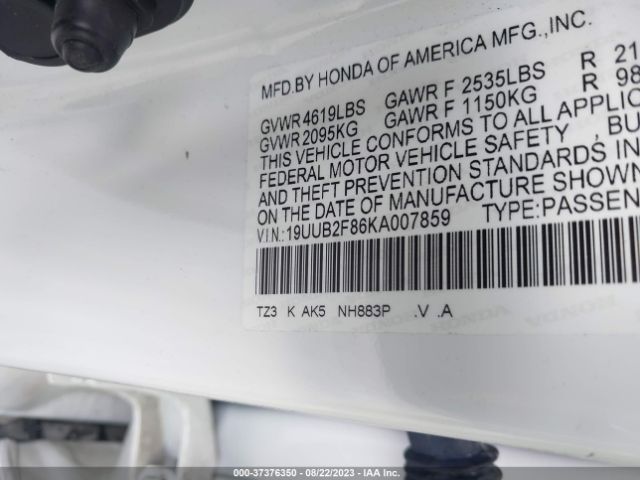 MFD.BY HONDA OF AMERICA MFG.,INC.
GVWR 4619LBS GAWR F 2535LBS R 21
GVWR 2095KG GAWR F 1150KG R 98
THIS VEHICLE CONFORMS TO ALL APPLIC
FEDERAL MOTOR VEHICLE SAFETY , BU
AND THEFT PREVENTION STANDARDS IN
ON THE DATE OF MANUFACTURE SHOWN
V.I.N.: 19UUB2F86KA007859 TYPE:PASSEN
TZ3 K AK5 NH883P .V .A
000-37376350 - 08/22/2023 - IAA Inc.